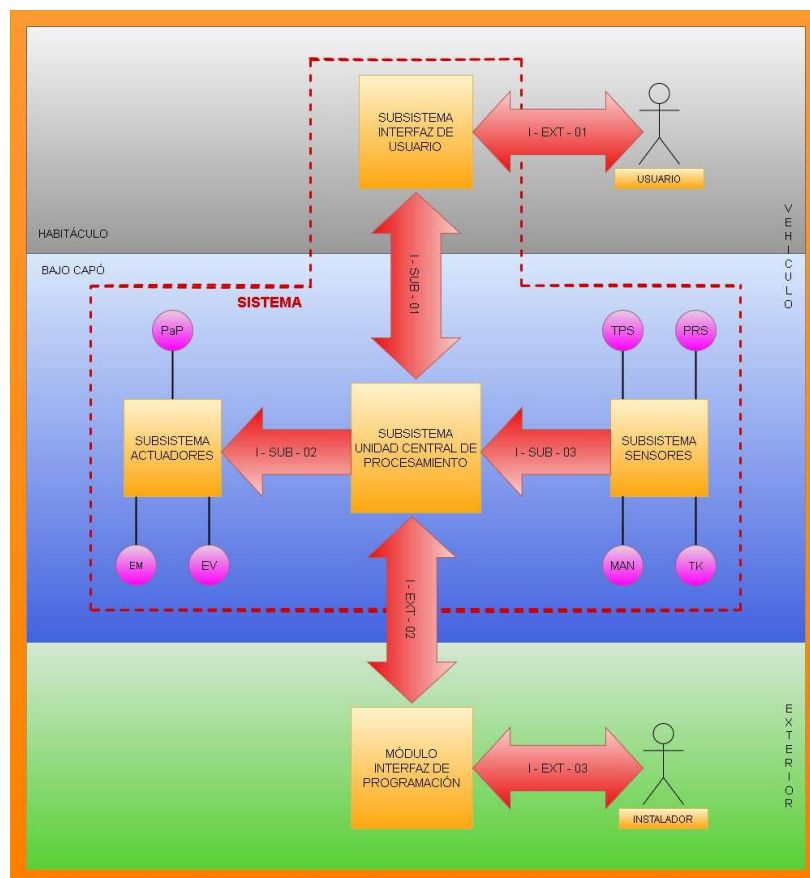 SUBSISTEMA
INTERFAZ DE
USUARIO
I - EXT - 01
USUARIO
HABITÁCULO
VEHICULO
BAJO CAPÓ
I - SUB - 01
SISTEMA
PaP
TPS
PRS
SUBSISTEMA
ACTUADORES
I - SUB - 02
SUBSISTEMA
UNIDAD CENTRAL DE
PROCESAMIENTO
I - SUB - 03
SUBSISTEMA
SENSORES
EM
EV
MAN
TK
I - EXT - 02
MÓDULO
INTERFAZ DE
PROGRAMACIÓN
I - EXT - 03
INSTALADOR
EXTERIOR